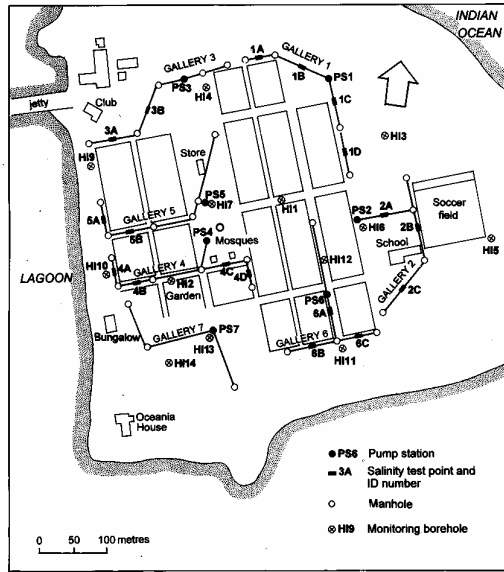 INDIAN
OCEAN
GALLERY 3
1A
GALLERY 1
1B
PS1
PS3
HI4
1C
jetty
Club
3B
3A
HI3
HI9
Store
1D
PS5
HI7
HI1
PS2
2A
Soccer
field
5A
GALLERY 5
5B
HI6
2B
PS4
Mosques
School
HI5
LAGOON
HI10
4A
GALLERY 4
4C
HI12
4B
HI2
4D
GALLERY 2
Garden
PS6
2C
6A
Bungalow
GALLERY 7
PS7
GALLERY 6
HI13
6B
6C
HI14
HI11
Oceania
House
PS6 Pump station
3A Salinity test point and
ID number
Manhole
HI9 Monitoring borehole
0 50 100 metres